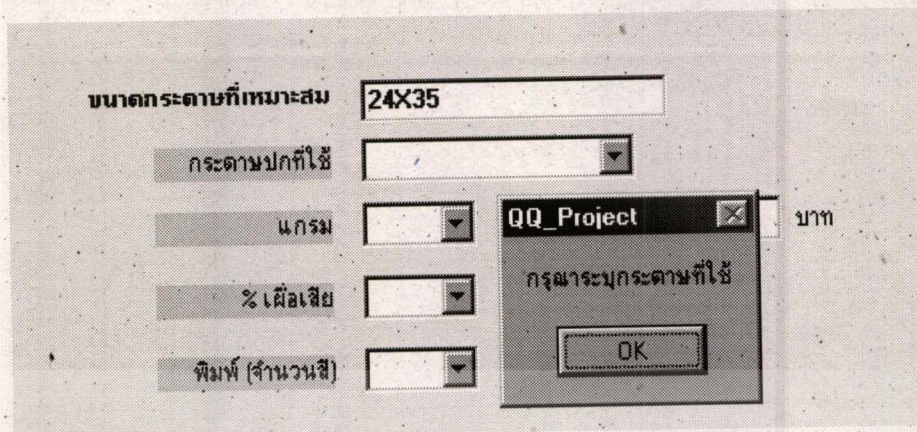 ขนาดกระดาษที่เหมาะสม 24X35
กระดาษปกที่ใช้
แกรม บาท
QQ_Project
กรุณาระบุกระดาษที่ใช้
% เผื่อเสีย
OK
พิมพ์ (จำนวนสี)